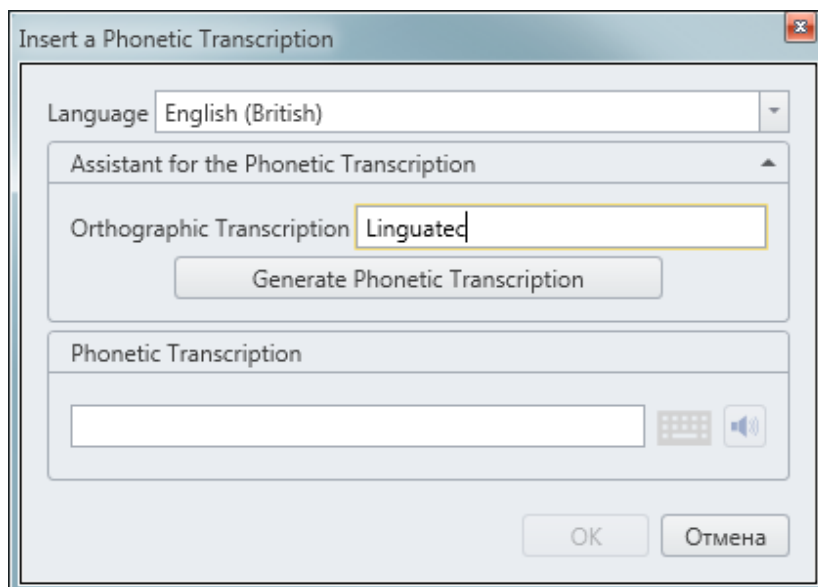 Insert a Phonetic Transcription
Language English (British)
Assistant for the Phonetic Transcription
Orthographic Transcription Linguatec
Generate Phonetic Transcription
Phonetic Transcription
OK Отмена